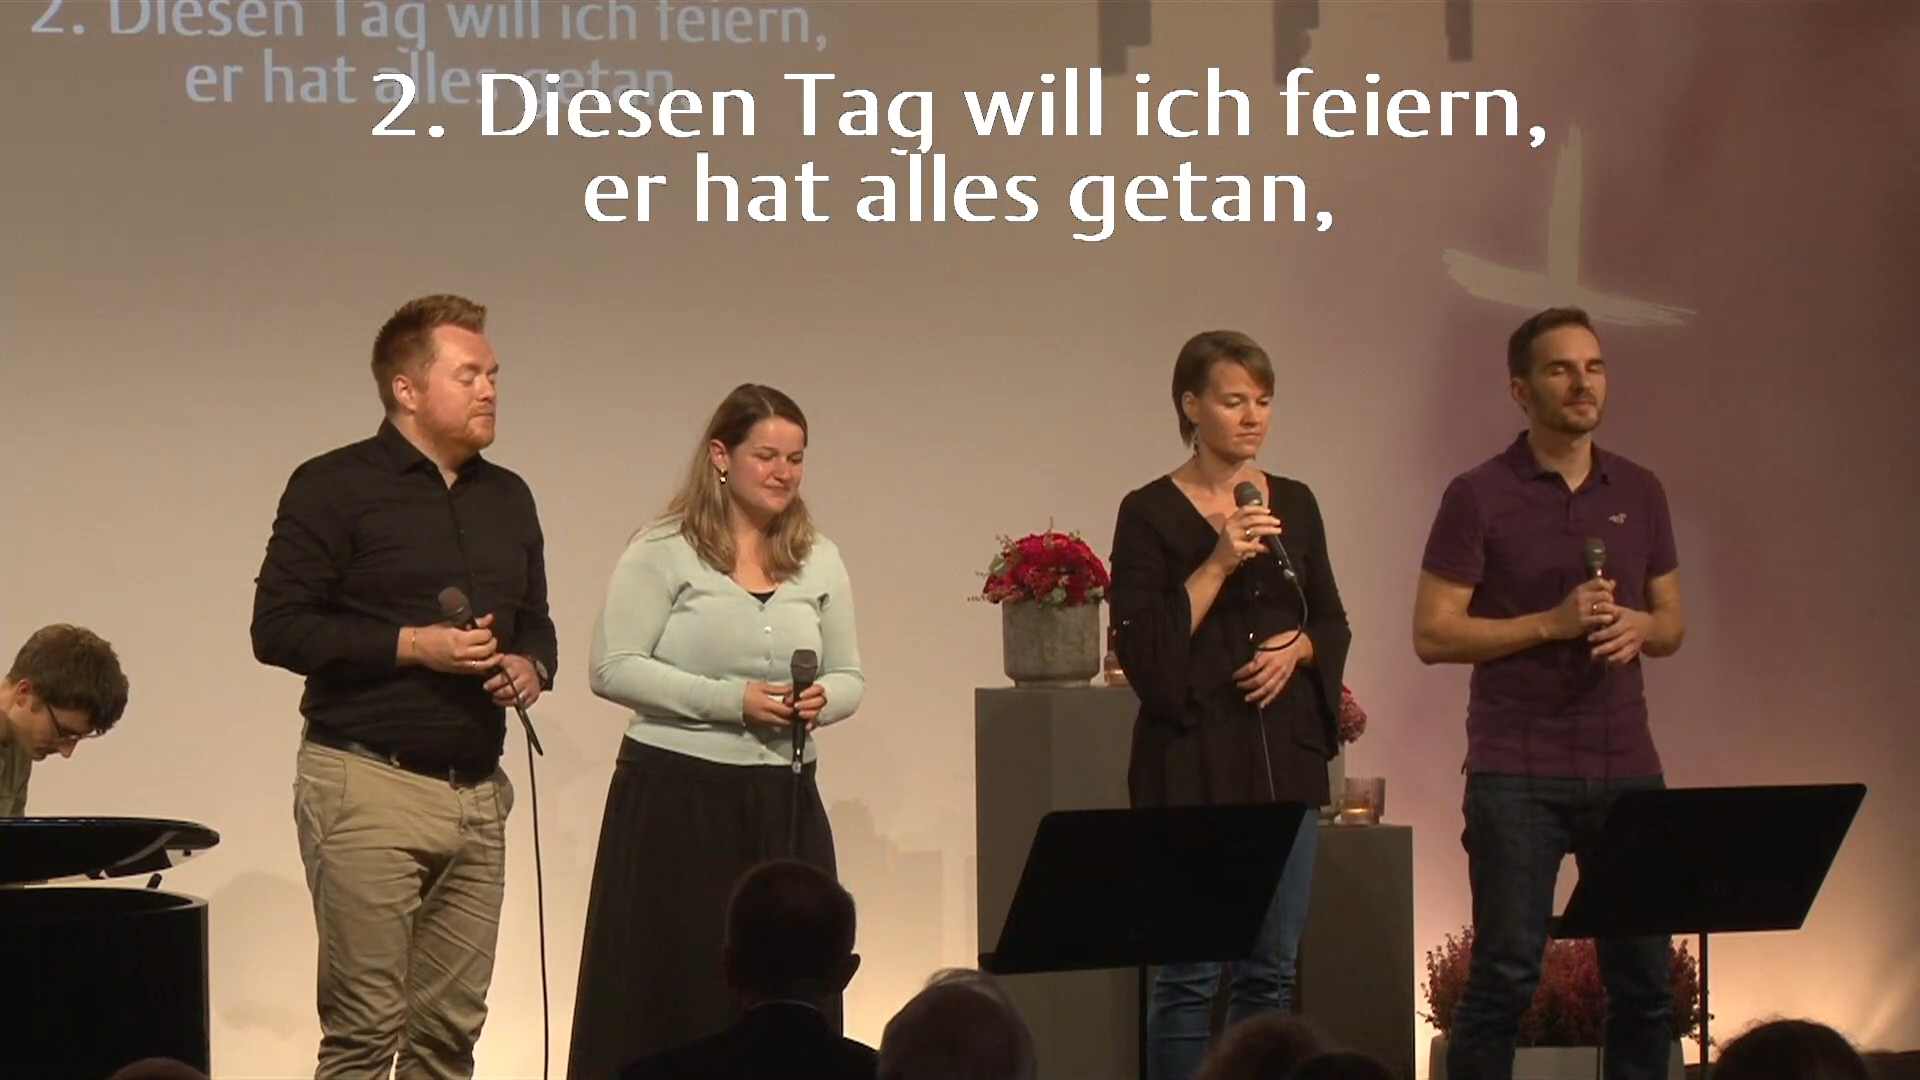 2. Diesen Tag will ich feiern,
er hat alles getan,
2. Diesen Tag will ich feiern,
er hat alles getan,